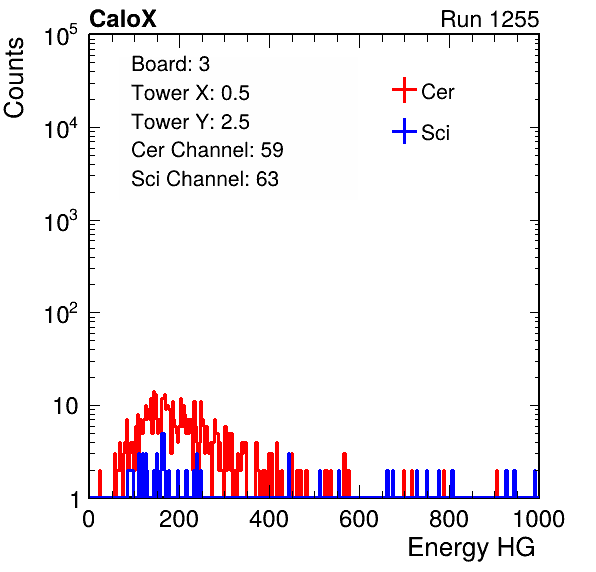 CaloX Run 1255
Counts
Board: 3
Tower X: 0.5
Tower Y: 2.5
Cer Channel: 59
Sci Channel: 63
Cer
Sci
10^5
10^4
10^3
10^2
10
1
0 200 400 600 800 1000
Energy HG